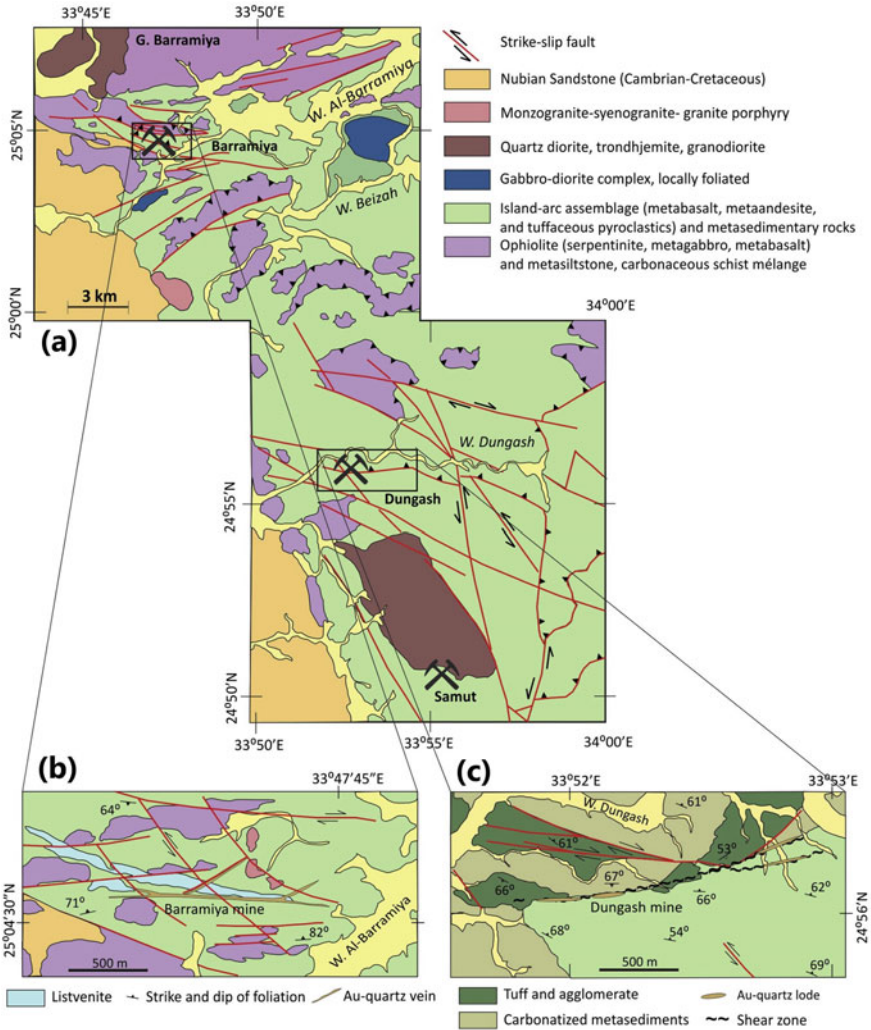 33°45'E
33°50'E
G. Barramiya
W. Al-Barramiya
25°05'N
Barramiya
W. Beizah
25°00'N
3 km
(a)
Strike-slip fault
Nubian Sandstone (Cambrian-Cretaceous)
Monzogranite-syenogranite- granite porphyry
Quartz diorite, trondhjemite, granodiorite
Gabbro-diorite complex, locally foliated
Island-arc assemblage (metabasalt, metaandesite,
and tuffaceous pyroclastics) and metasedimentary rocks
Ophiolite (serpentinite, metagabbro, metabasalt)
and metasiltstone, carbonaceous schist mélange
34°00'E
W. Dungash
Dungash
24°55'N
Samut
24°50'N
33°50'E
33°55'E
34°00'E
(b)
33°47'45"E
64°
71°
Barramiya mine
82°
25°04'30"N
W. Al-Barramiya
500 m
Listvenite
Strike and dip of foliation
Au-quartz vein
(c)
33°52'E
33°53'E
W. Dungash
61°
61°
53°
67°
66°
66°
62°
Dungash mine
24°56'N
68°
54°
69°
500 m
Tuff and agglomerate
Au-quartz lode
Carbonatized metasediments
Shear zone